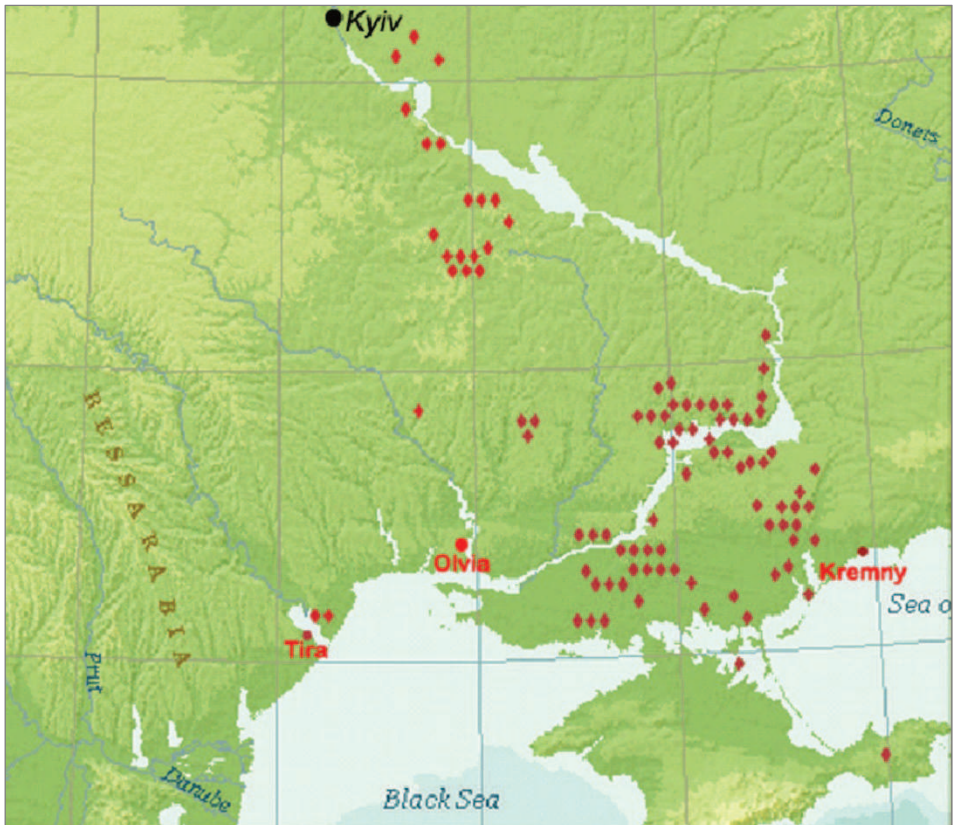 Kyiv
Donets
BESSARABIA
Olvia
Kremny
Sea o
Tira
Prut
Danube
Black Sea